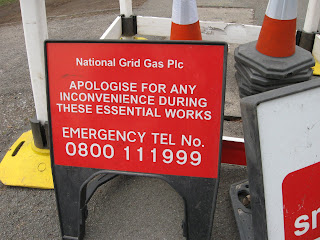 National Grid Gas Plc
APOLOGISE FOR ANY
INCONVENIENCE DURING
THESE ESSENTIAL WORKS
EMERGENCY TEL No.
0800 111999